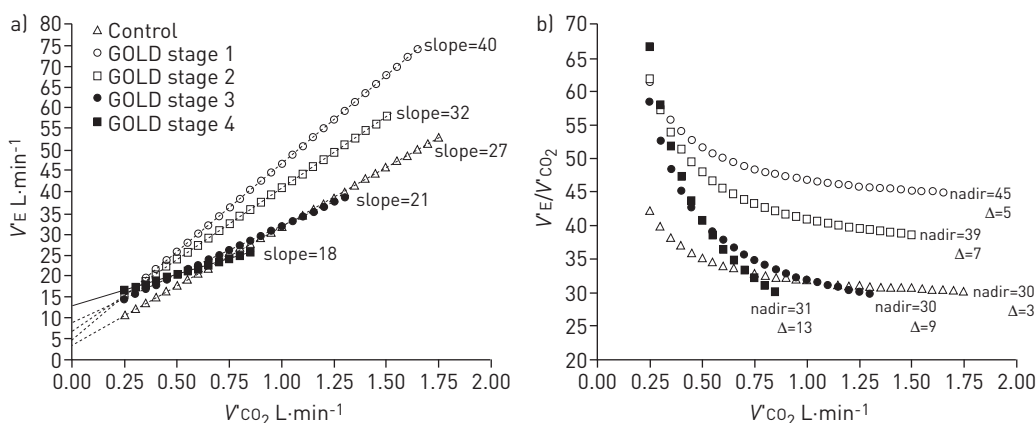 a)
80
75
70
65
60
55
50
45
40
35
30
25
20
15
10
5
0
V'E L·min⁻¹
△ Control
○ GOLD stage 1
□ GOLD stage 2
● GOLD stage 3
■ GOLD stage 4
slope=40
slope=32
slope=27
slope=21
slope=18
0.00 0.25 0.50 0.75 1.00 1.25 1.50 1.75 2.00
V'CO₂ L·min⁻¹
b)
70
65
60
55
50
45
40
35
30
25
20
V'E/V'CO₂
nadir=45
Δ=5
nadir=39
Δ=7
nadir=30
Δ=3
nadir=31
Δ=13
nadir=30
Δ=9
0.00 0.25 0.50 0.75 1.00 1.25 1.50 1.75 2.00
V'CO₂ L·min⁻¹